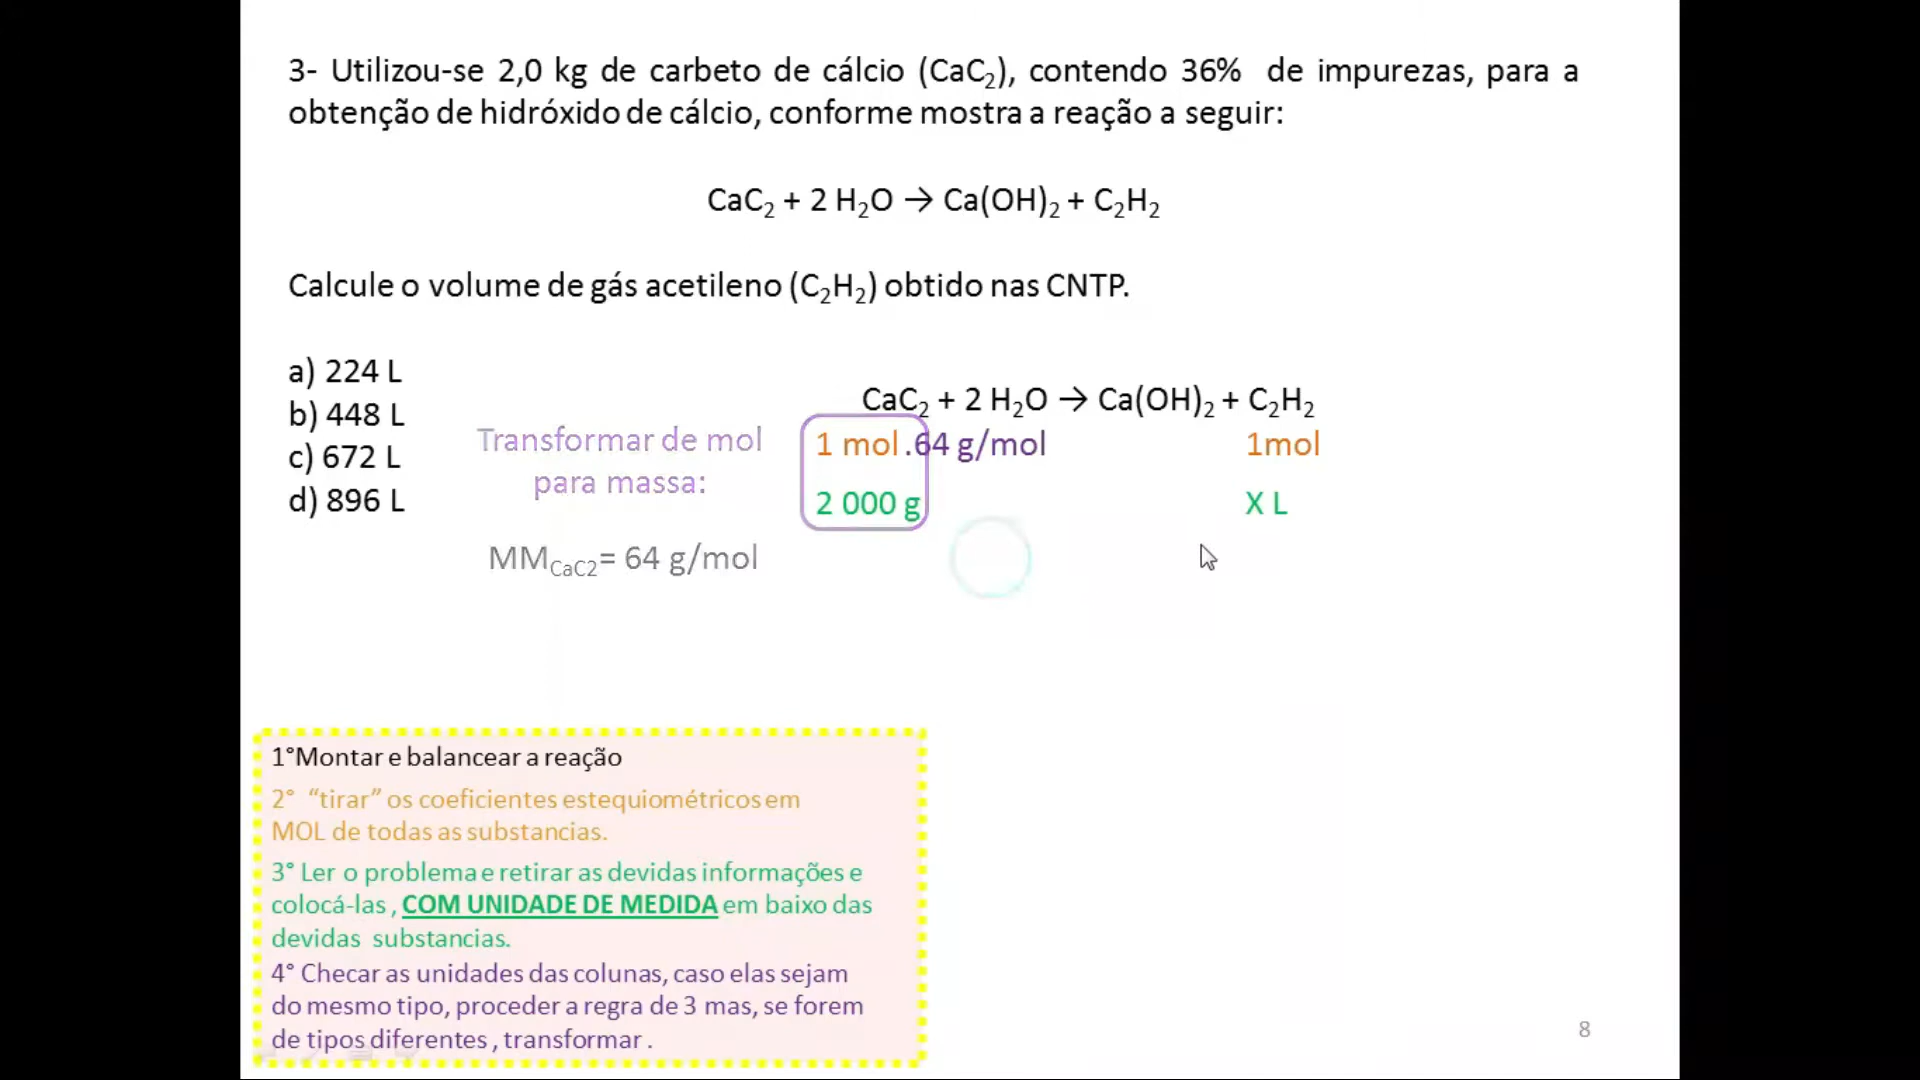 3- Utilizou-se 2,0 kg de carbeto de cálcio (CaC₂), contendo 36% de impurezas, para a
obtenção de hidróxido de cálcio, conforme mostra a reação a seguir:
CaC₂ + 2 H₂O → Ca(OH)₂ + C₂H₂
Calcule o volume de gás acetileno (C₂H₂) obtido nas CNTP.
a) 224 L
b) 448 L
c) 672 L
d) 896 L
CaC₂ + 2 H₂O → Ca(OH)₂ + C₂H₂
Transformar de mol
para massa:
1 mol .64 g/mol 1mol
2 000 g X L
MM CaC2= 64 g/mol
1°Montar e balancear a reação
2° “tirar” os coeficientes estequiométricos em
MOL de todas as substancias.
3° Ler o problema e retirar as devidas informações e
colocá-las , COM UNIDADE DE MEDIDA em baixo das
devidas substancias.
4° Checar as unidades das colunas, caso elas sejam
do mesmo tipo, proceder a regra de 3 mas, se forem
de tipos diferentes , transformar .
8